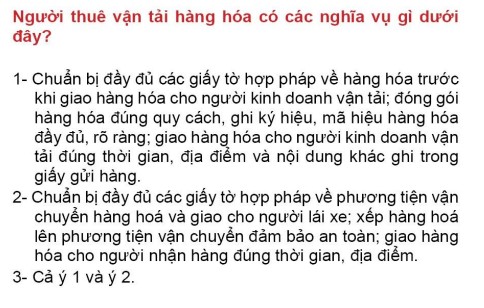 Người thuê vận tải hàng hóa có các nghĩa vụ gì dưới
đây?
1- Chuẩn bị đầy đủ các giấy tờ hợp pháp về hàng hóa trước
khi giao hàng hóa cho người kinh doanh vận tải; đóng gói
hàng hóa đúng quy cách, ghi ký hiệu, mã hiệu hàng hóa
đầy đủ, rõ ràng; giao hàng hóa cho người kinh doanh vận
tải đúng thời gian, địa điểm và nội dung khác ghi trong
giấy gửi hàng.
2- Chuẩn bị đầy đủ các giấy tờ hợp pháp về phương tiện vận
chuyển hàng hoá và giao cho người lái xe; xếp hàng hoá
lên phương tiện vận chuyển đảm bảo an toàn; giao hàng
hóa cho người nhận hàng đúng thời gian, địa điểm.
3- Cả ý 1 và ý 2.